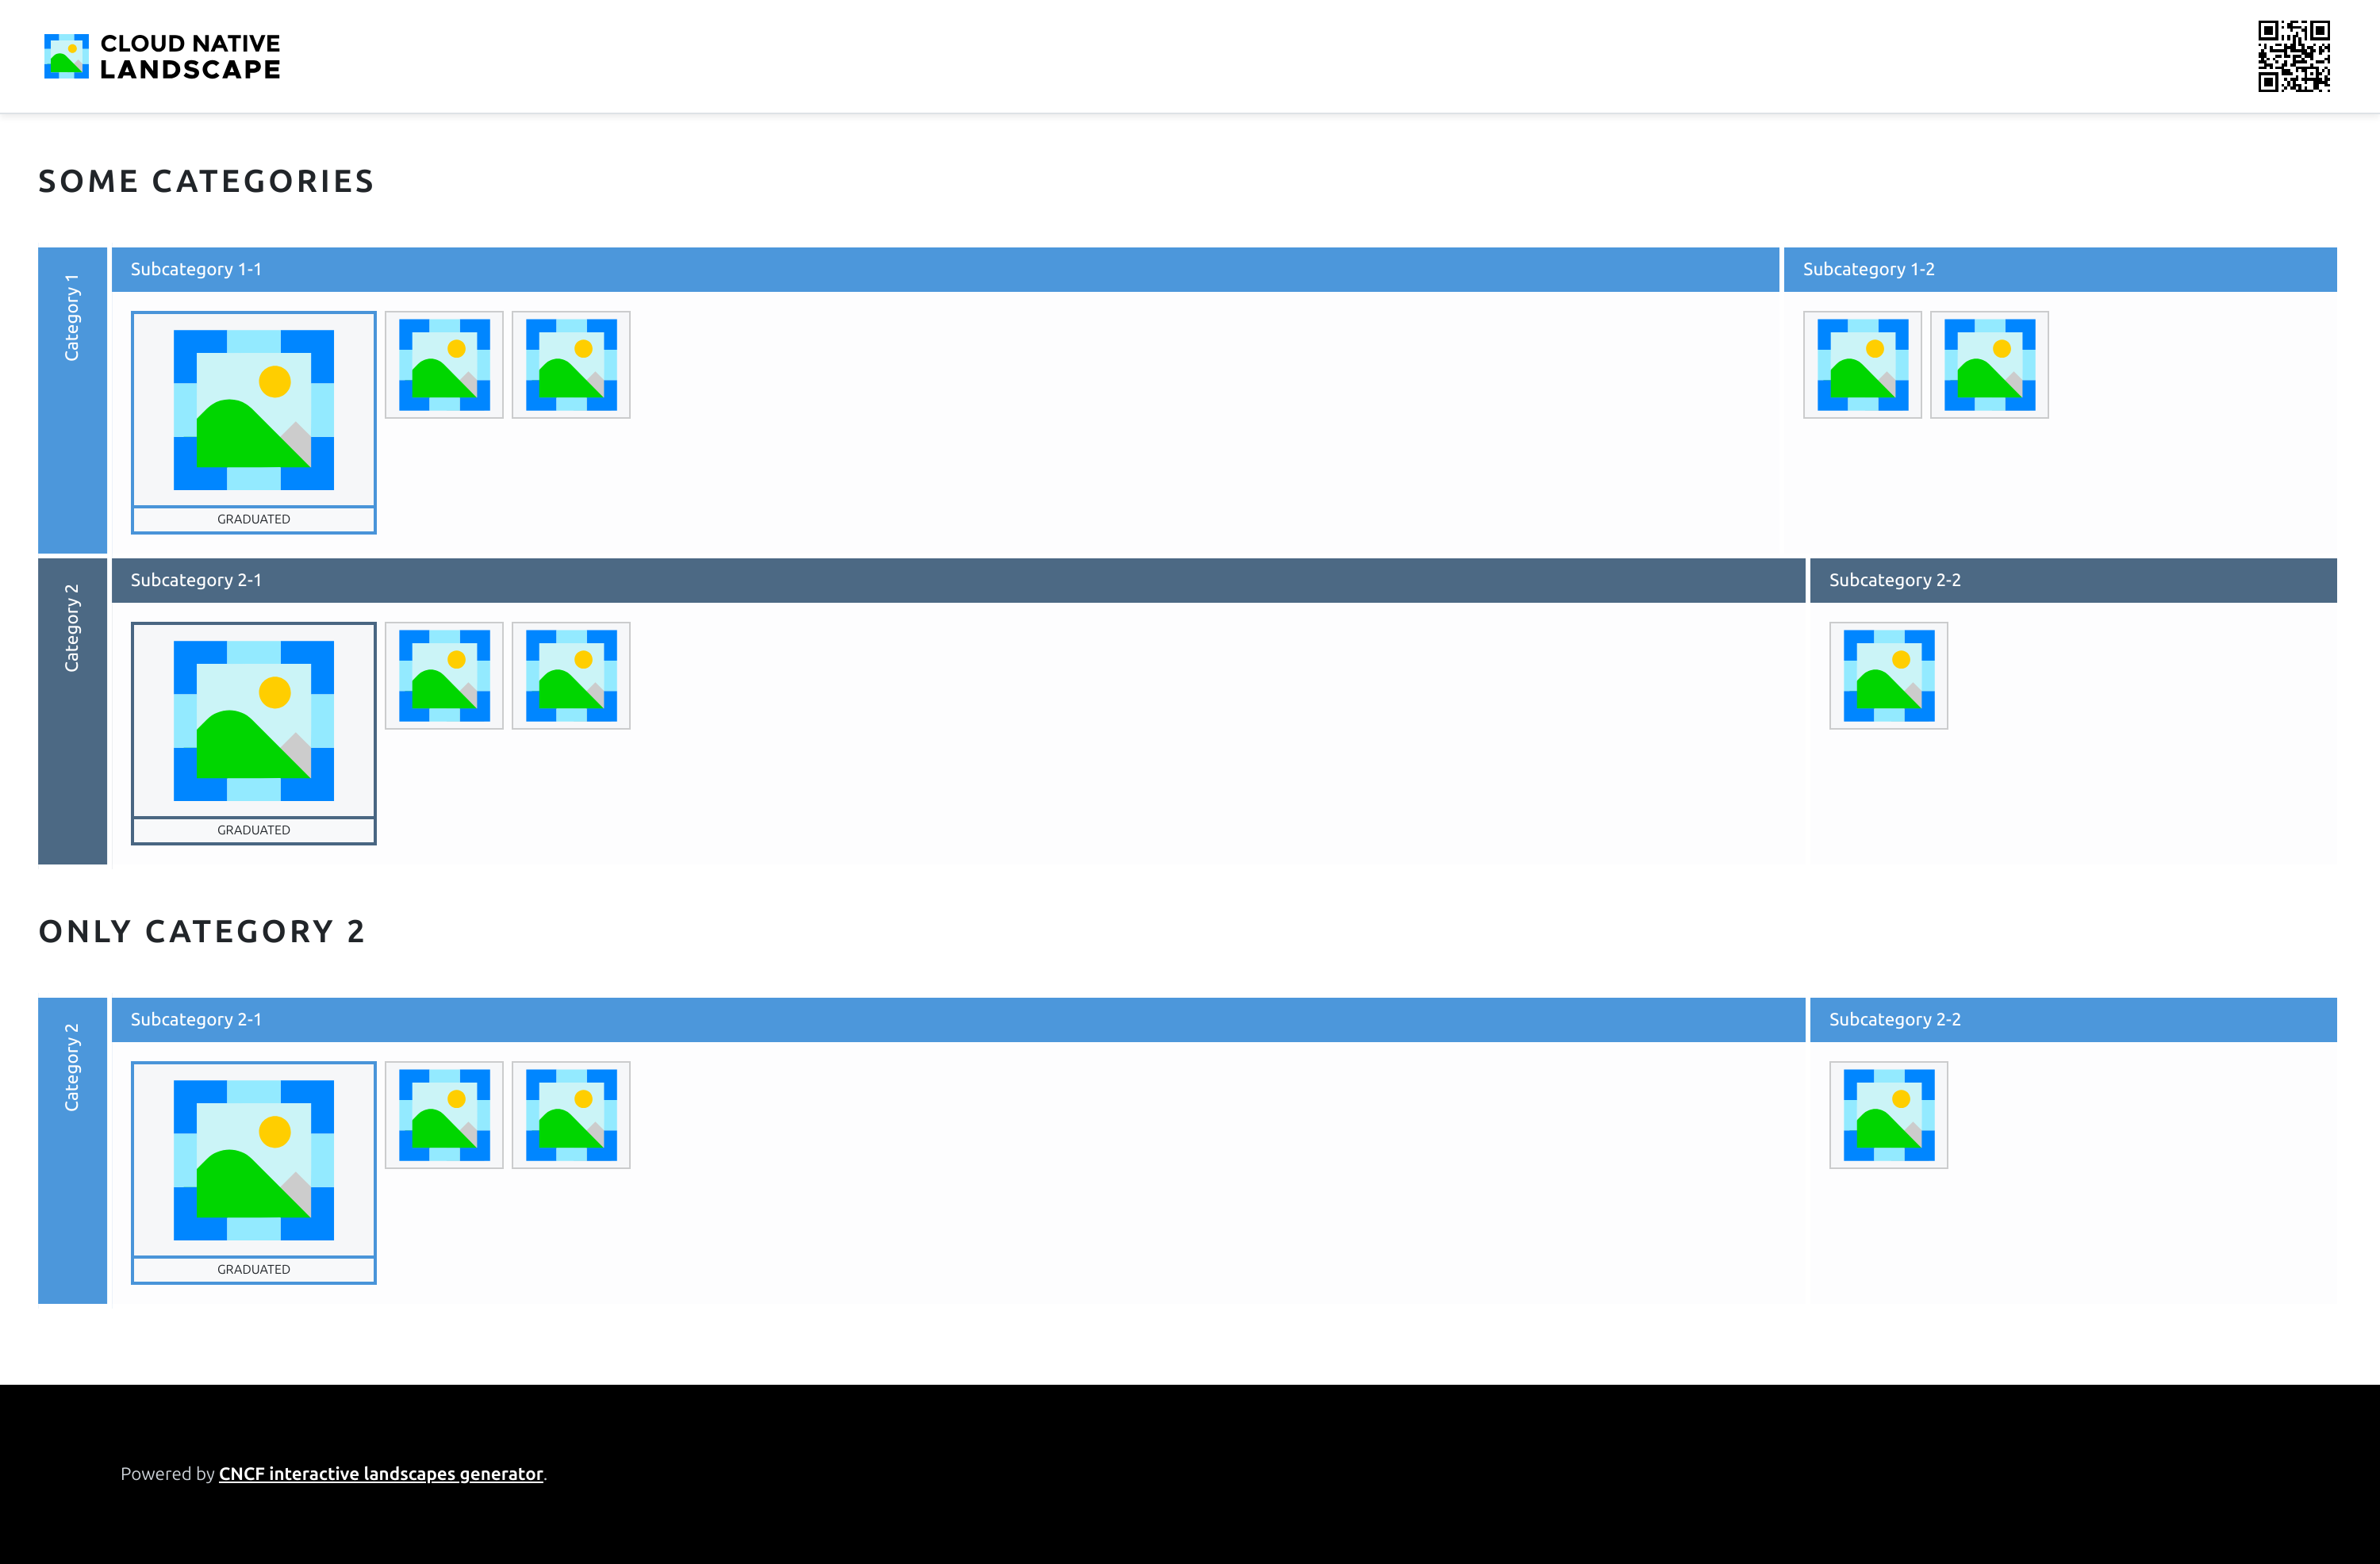 CLOUD NATIVE
LANDSCAPE
SOME CATEGORIES
Category 1
Subcategory 1-1
Subcategory 1-2
GRADUATED
Category 2
Subcategory 2-1
Subcategory 2-2
GRADUATED
ONLY CATEGORY 2
Category 2
Subcategory 2-1
Subcategory 2-2
GRADUATED
Powered by CNCF interactive landscapes generator.